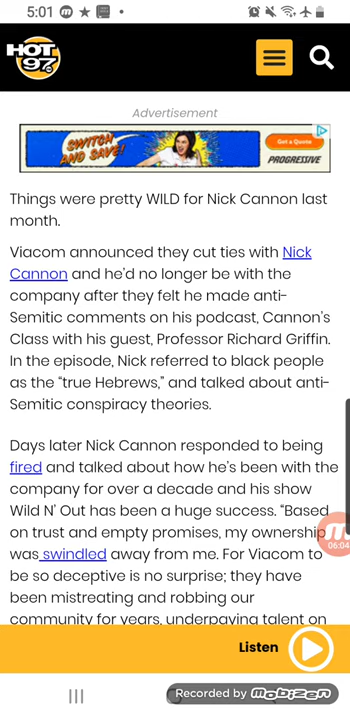 5:01
HOT
97
Advertisement
SWITCH
AND SAVE!
Get a Quote
PROGRESSIVE
Things were pretty WILD for Nick Cannon last
month.
Viacom announced they cut ties with Nick
Cannon and he'd no longer be with the
company after they felt he made anti-
Semitic comments on his podcast, Cannon's
Class with his guest, Professor Richard Griffin.
In the episode, Nick referred to black people
as the “true Hebrews,” and talked about anti-
Semitic conspiracy theories.
Days later Nick Cannon responded to being
fired and talked about how he's been with the
company for over a decade and his show
Wild N' Out has been a huge success. “Based
on trust and empty promises, my ownership
was swindled away from me. For Viacom to
06:04
be so deceptive is no surprise; they have
been mistreating and robbing our
community for years, underpaying talent on
Listen
Recorded by mobizen